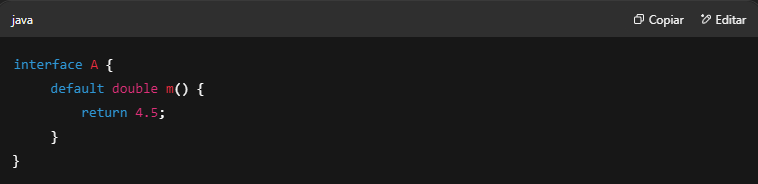 java Copiar Editar
interface A {
    default double m() {
        return 4.5;
    }
}